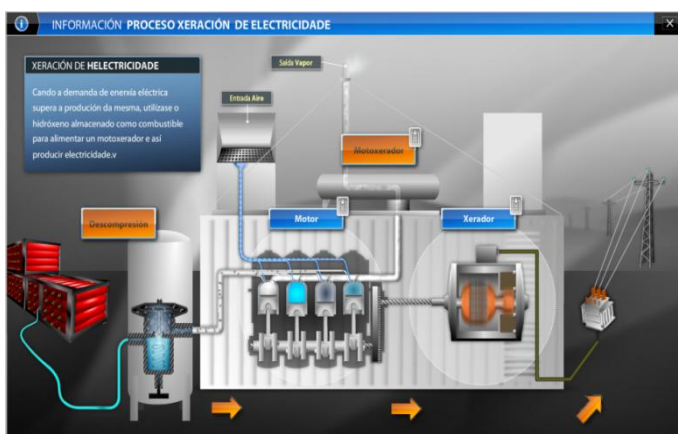 INFORMACIÓN PROCESO XERACIÓN DE ELECTRICIDADE
XERACIÓN DE HELECTRICIDADE
Cando a demanda de enerxía eléctrica
supera a produción da mesma, utilízase o
hidróxeno almacenado como combustible
para alimentar un motoxerador e así
producir electricidade.v
Saída Vapor
Entrada Aire
Motoxerador
Descompresión
Motor
Xerador